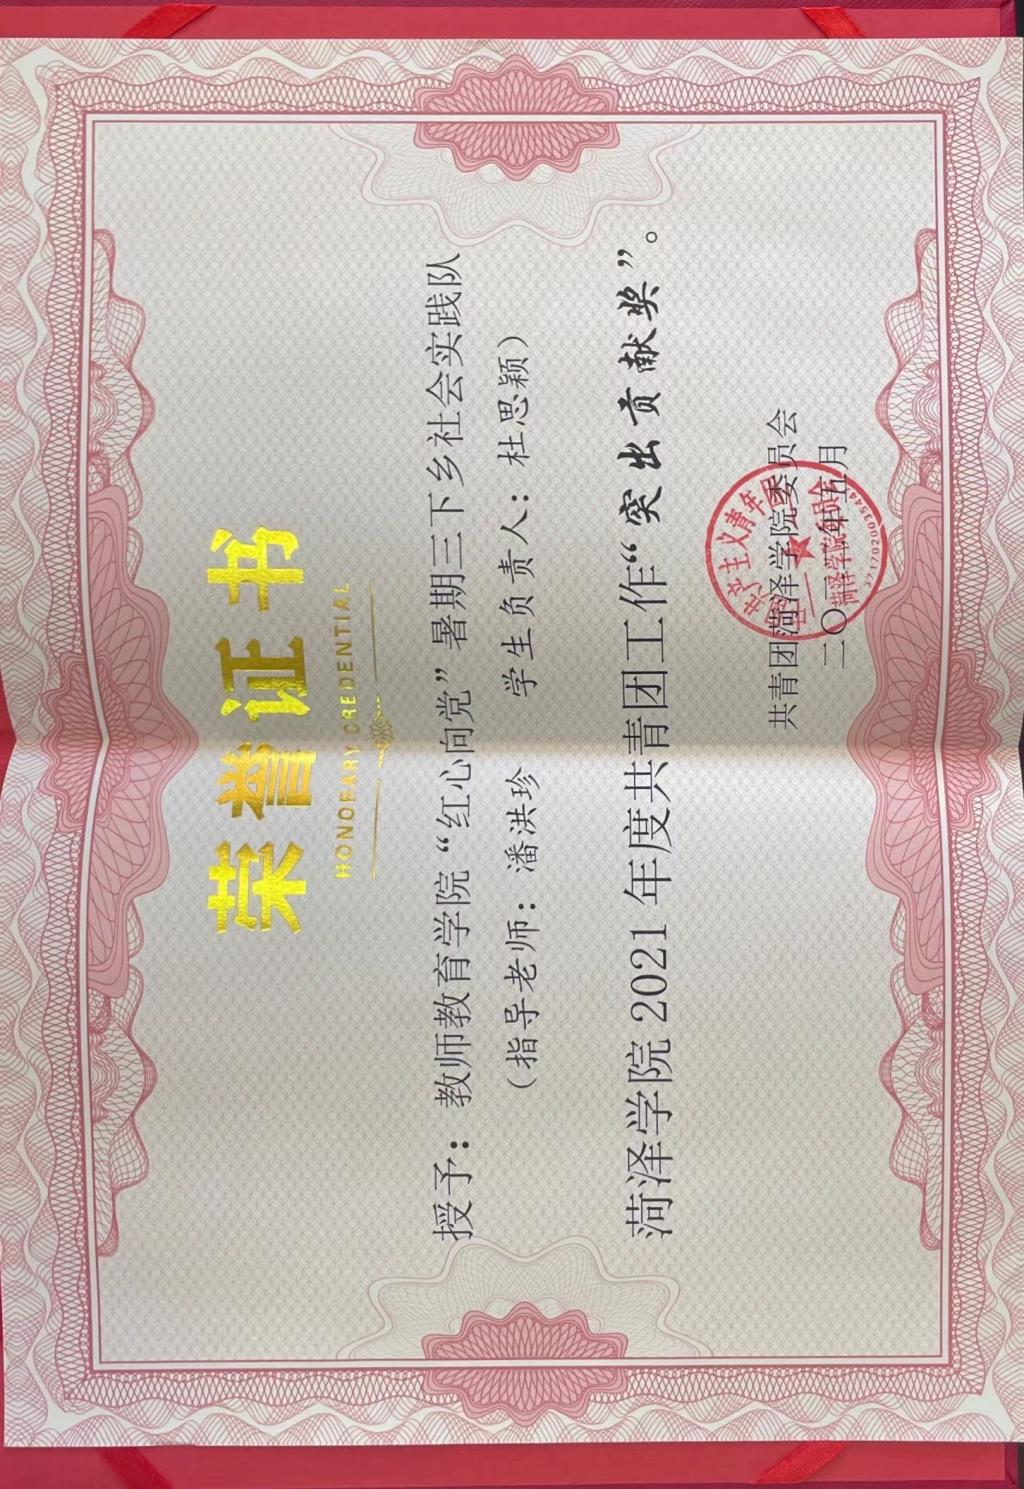 荣誉证书
HONORARY CREDENTIAL
授予：教师教育学院“红心向党”暑期三下乡社会实践队
（指导老师：潘洪珍 学生负责人：杜思颖）
菏泽学院 2021 年度共青团工作“突出贡献奖”。
共青团菏泽学院委员会
二〇二二年五月